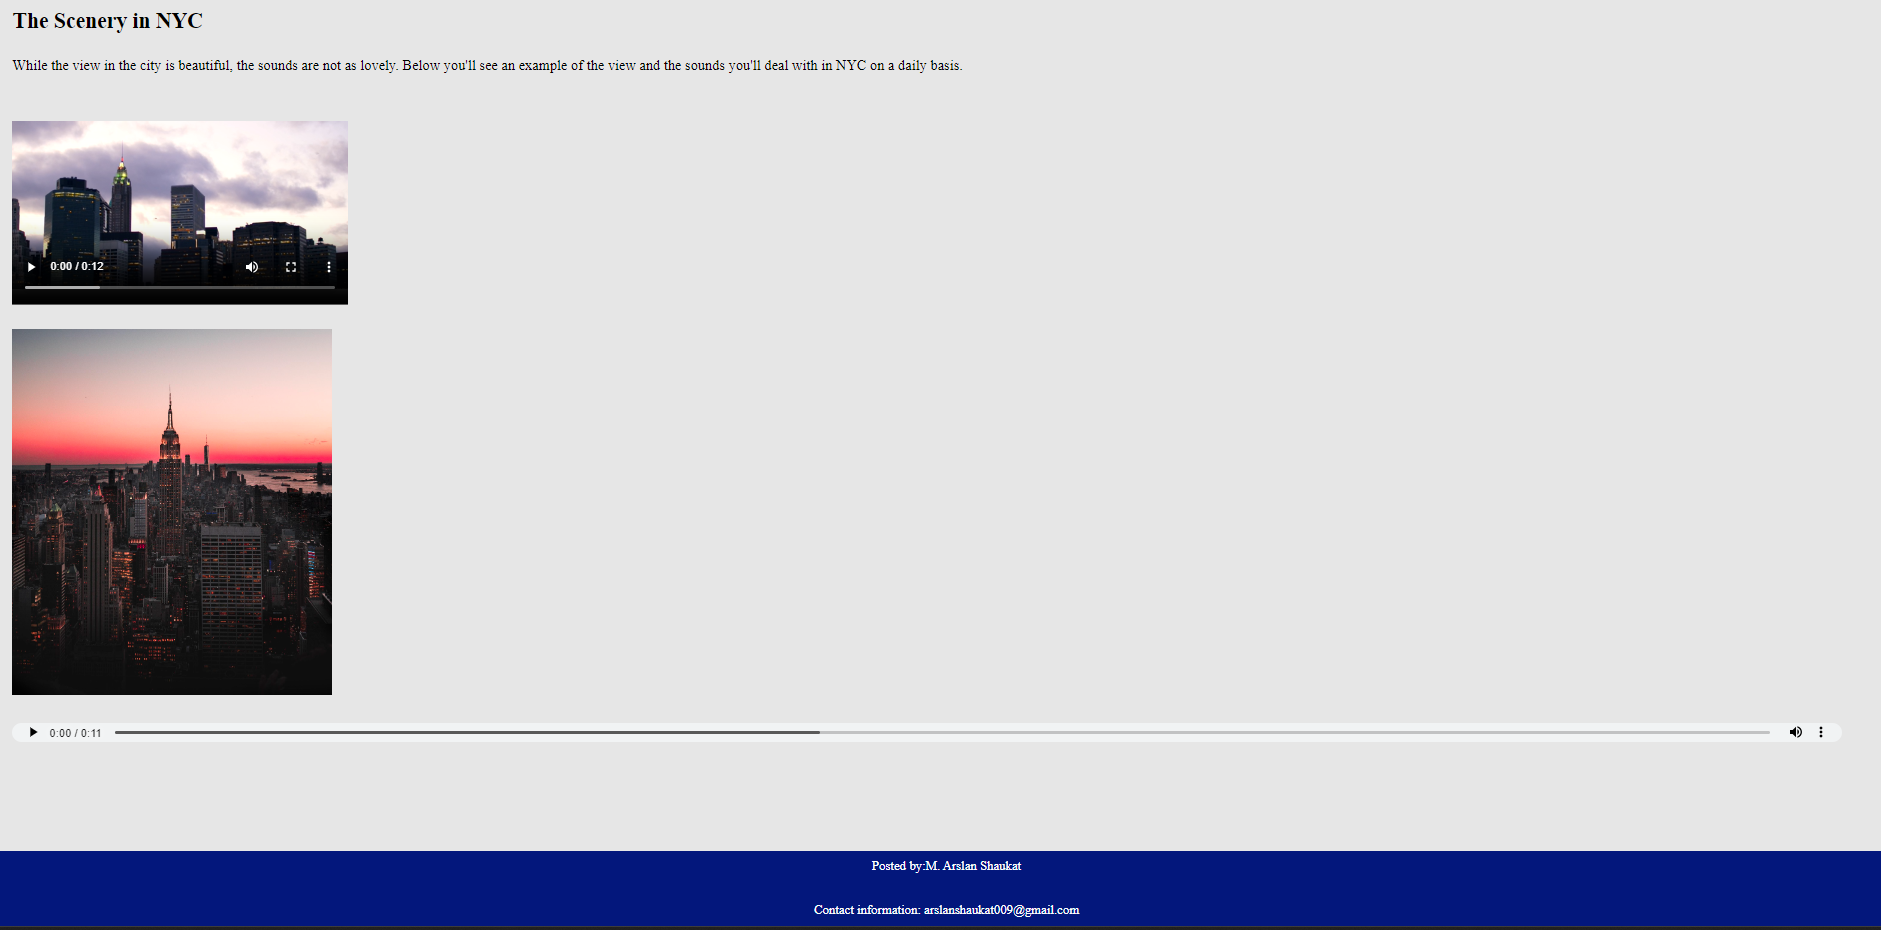 The Scenery in NYC
While the view in the city is beautiful, the sounds are not as lovely. Below you'll see an example of the view and the sounds you'll deal with in NYC on a daily basis.
0:00 / 0:12
0:00 / 0:11
Posted by:M. Arslan Shaukat
Contact information: arslanshaukat009@gmail.com